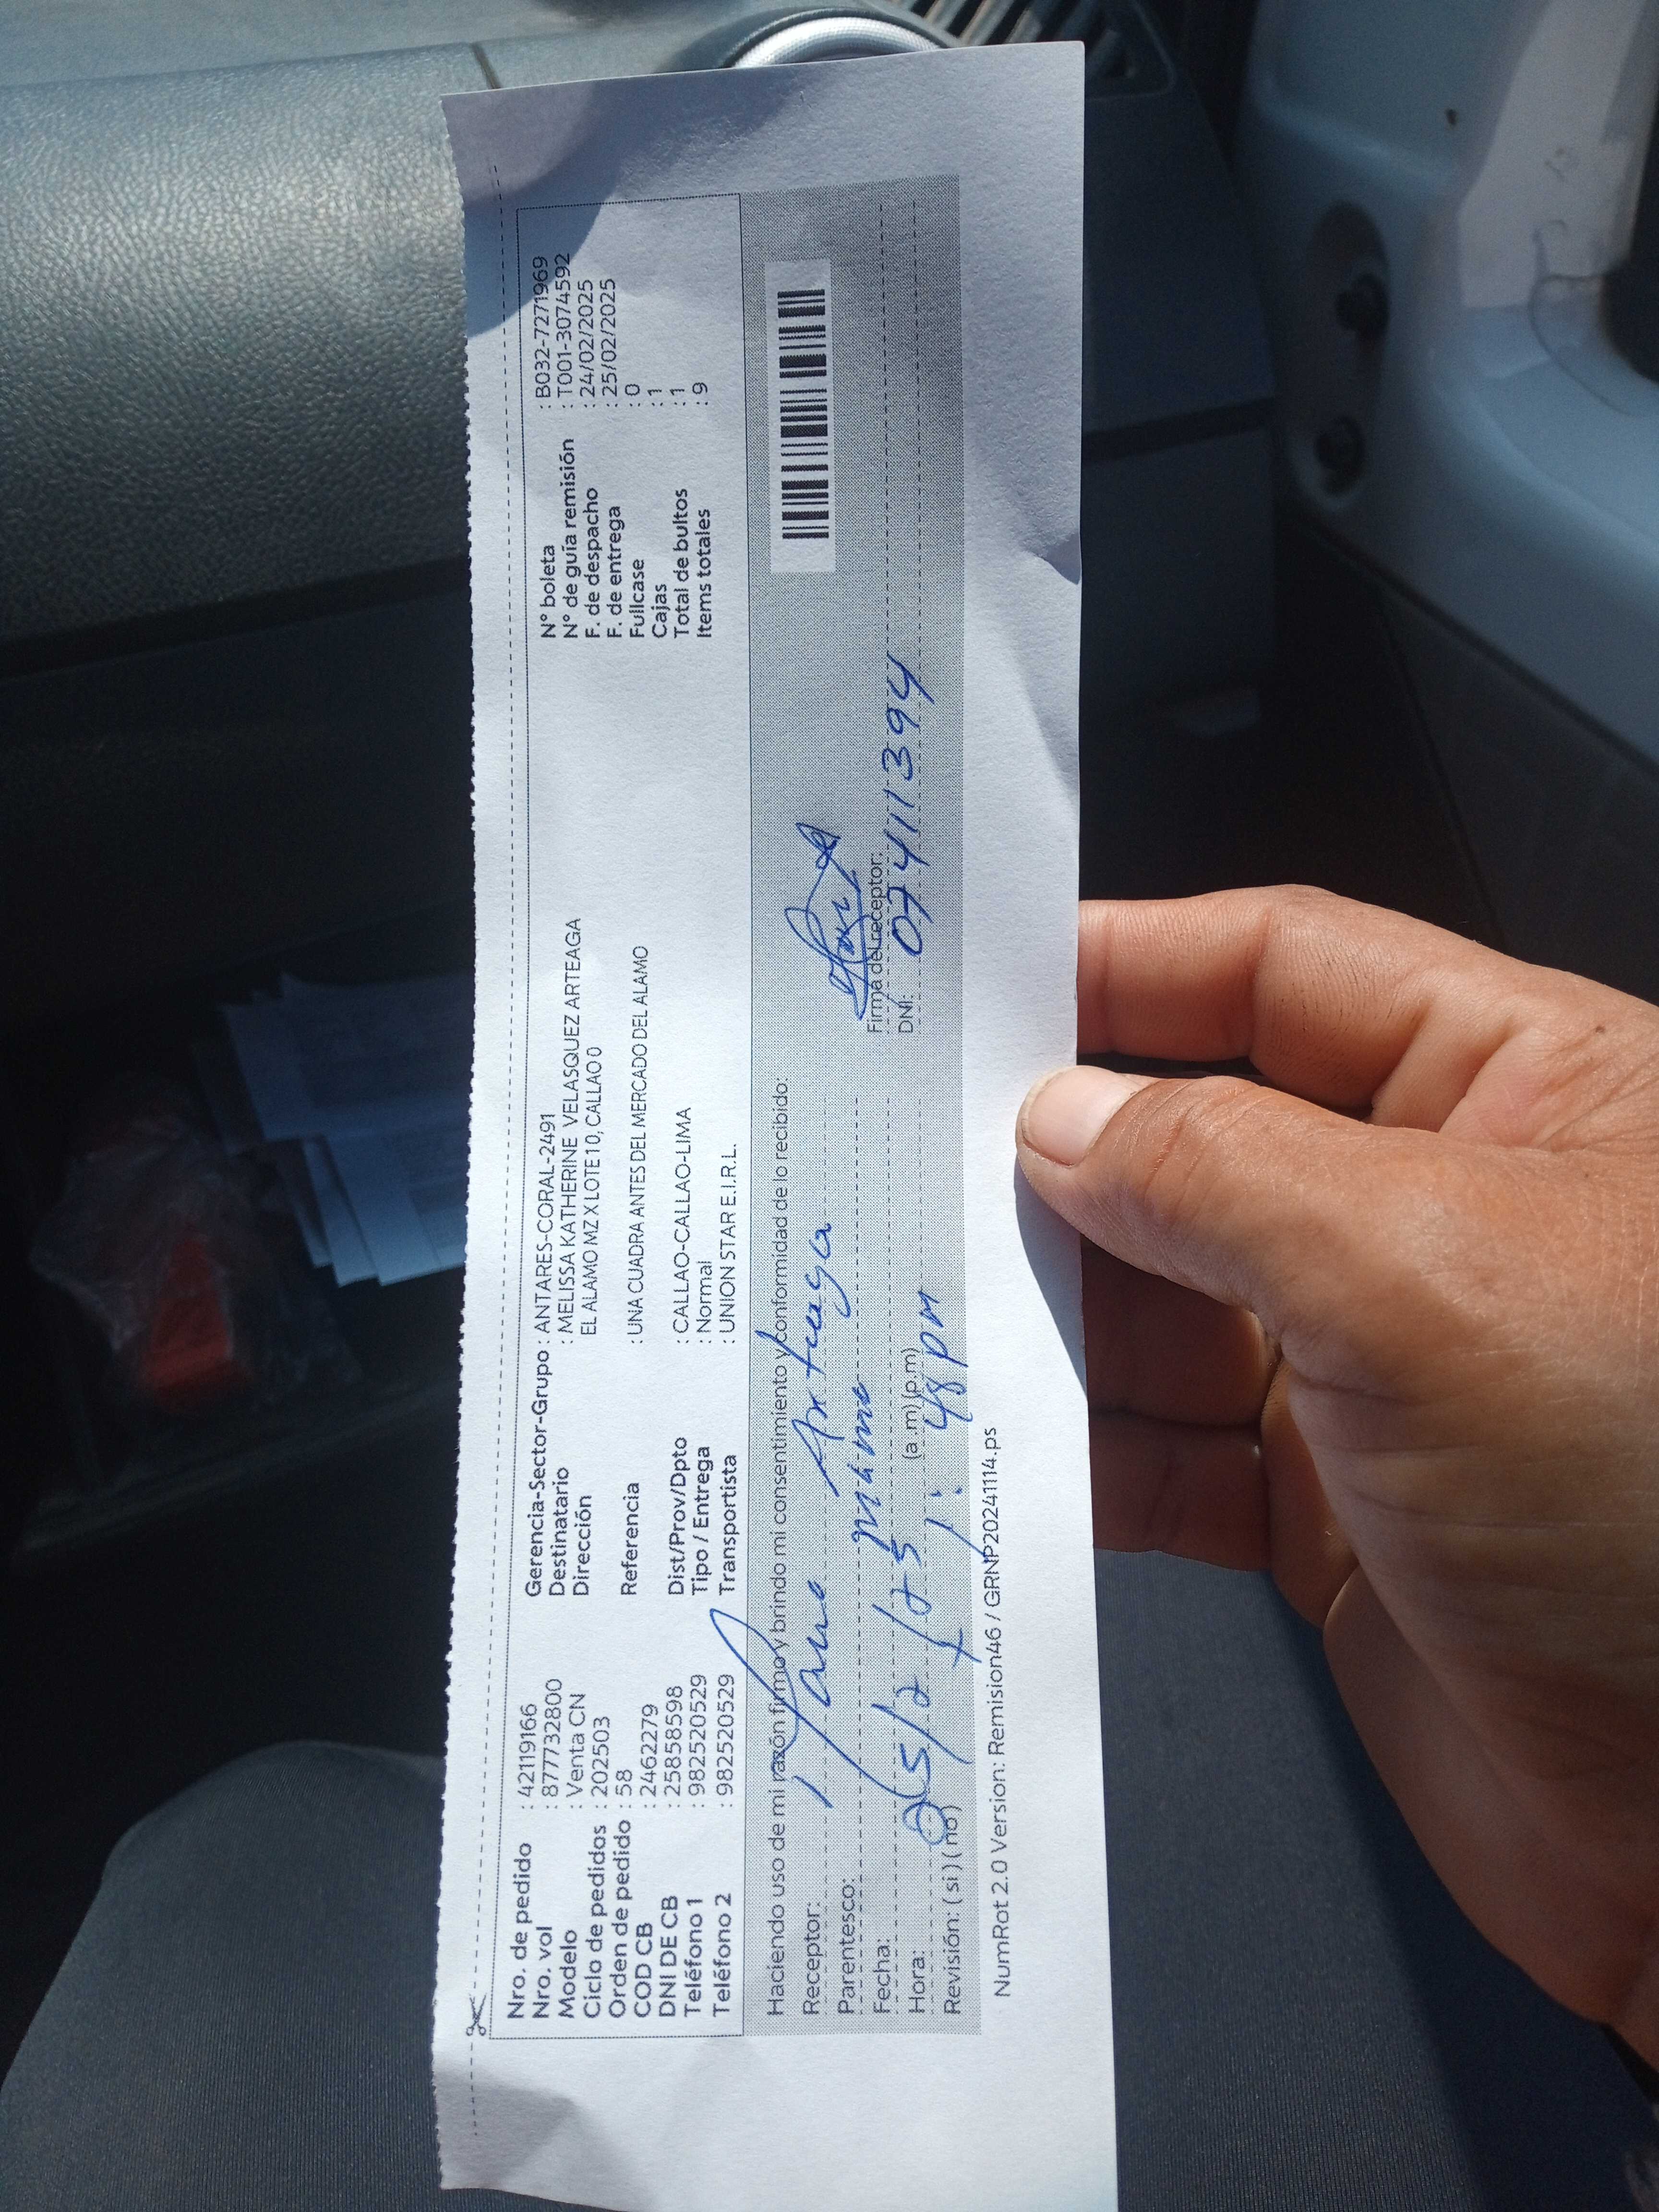 Nro. de pedido : 42119166
Nro. vol : 877732800
Modelo : Venta CN
Ciclo de pedidos : 202503
Orden de pedido : 58
COD CB : 2462279
DNI DE CB : 25858598
Teléfono 1 : 982520529
Teléfono 2 : 982520529
Gerencia-Sector-Grupo : ANTARES-CORAL-2491
Destinatario : MELISSA KATHERINE VELASQUEZ ARTEAGA
Dirección EL ALAMO MZ X LOTE 1 0, CALLAO 0
Referencia : UNA CUADRA ANTES DEL MERCADO DEL ALAMO
Dist/Prov/Dpto : CALLAO-CALLAO-LIMA
Tipo / Entrega : Normal
Transportista : UNION STAR E.I.R.L.
N° boleta : B032-7271969
N° de guía remisión : T001-3074592
F. de despacho : 24/02/2025
F. de entrega : 25/02/2025
Fullcase : 0
Cajas : 1
Total de bultos : 1
Items totales : 9
Haciendo uso de mi razón firmo y brindo mi consentimiento y conformidad de lo recibido:
Receptor: Arteaga
Parentesco: mama
Fecha: 25/2/25
Hora: (a.m) (p.m) 1:48 pm
Revisión: ( si ) ( no )
Firma del receptor:
DNI: 07411394
NumRot 2.0 Version: Remision46 / GRNP20241114.ps